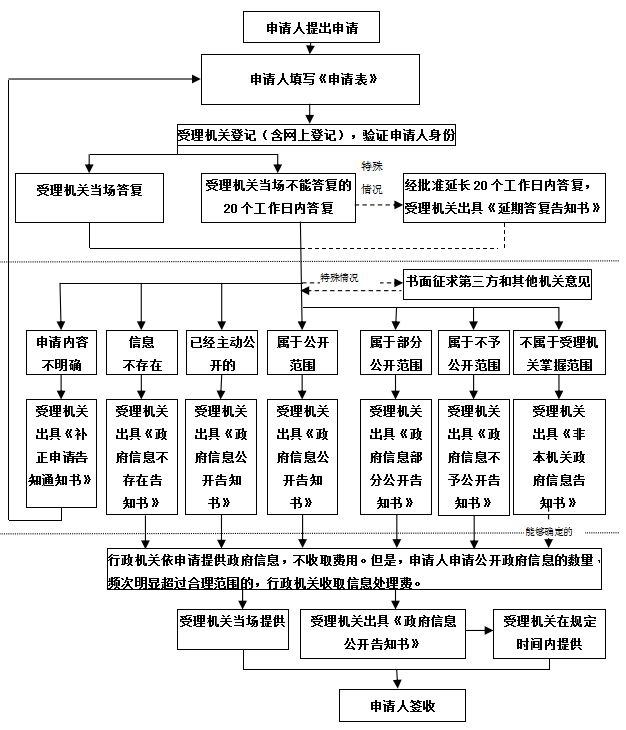 申请人提出申请
申请人填写《申请表》
受理机关登记（含网上登记），验证申请人身份
受理机关当场答复
受理机关当场不能答复的
20个工作日内答复
特殊
情况
经批准延长20个工作日内答复，
受理机关出具《延期答复告知书》
特殊情况
书面征求第三方和其他机关意见
申请内容
不明确
信息
不存在
已经主动公
开的
属于公开
范围
属于部分
公开范围
属于不予
公开范围
不属于受理机
关掌握范围
受理机关
出具《补
正申请告
知通知书》
受理机关
出具《政
府信息不
存在告
知书》
受理机关
出具《政
府信息公
开告知
书》
受理机关
出具《政
府信息公
开告知
书》
受理机关
出具《政
府信息部
分公开告
知书》
受理机关
出具《政
府信息不
予公开告
知书》
受理机关
出具《非
本机关政
府信息告
知书》
能够确定的
行政机关依申请提供政府信息，不收取费用。但是，申请人申请公开政府信息的数量、
频次明显超过合理范围的，行政机关收取信息处理费。
受理机关当场提供
受理机关出具《政府信息
公开告知书》
受理机关在规定
时间内提供
申请人签收